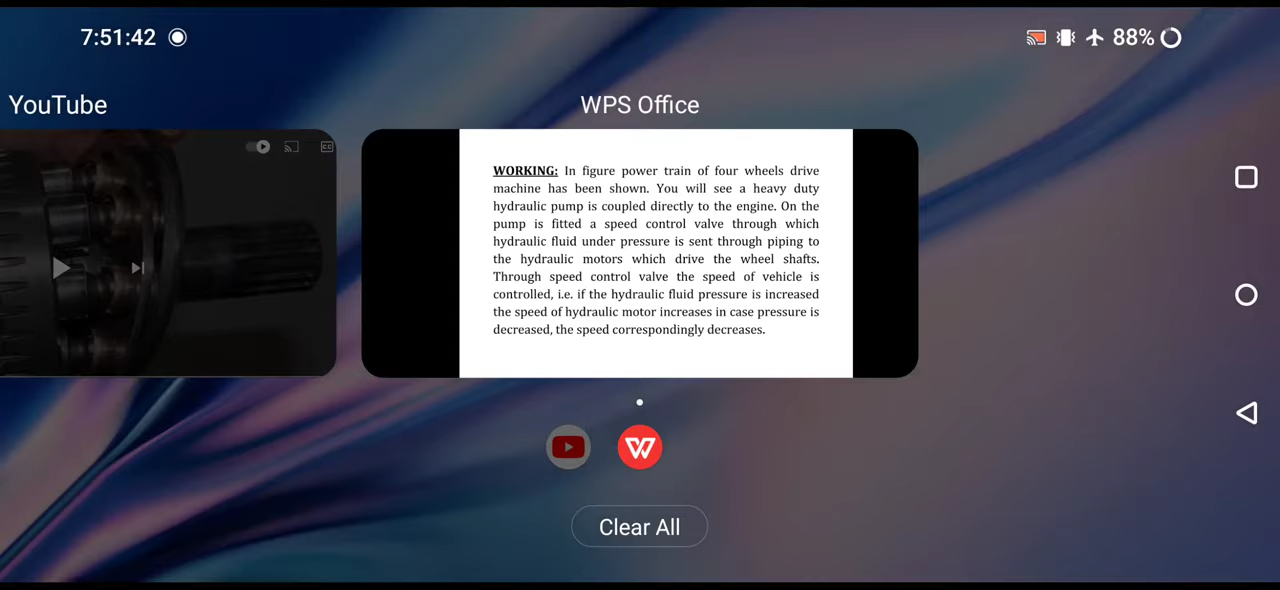 7:51:42
88%
YouTube
WPS Office
CC
WORKING: In figure power train of four wheels drive
machine has been shown. You will see a heavy duty
hydraulic pump is coupled directly to the engine. On the
pump is fitted a speed control valve through which
hydraulic fluid under pressure is sent through piping to
the hydraulic motors which drive the wheel shafts.
Through speed control valve the speed of vehicle is
controlled, i.e. if the hydraulic fluid pressure is increased
the speed of hydraulic motor increases in case pressure is
decreased, the speed correspondingly decreases.
Clear All